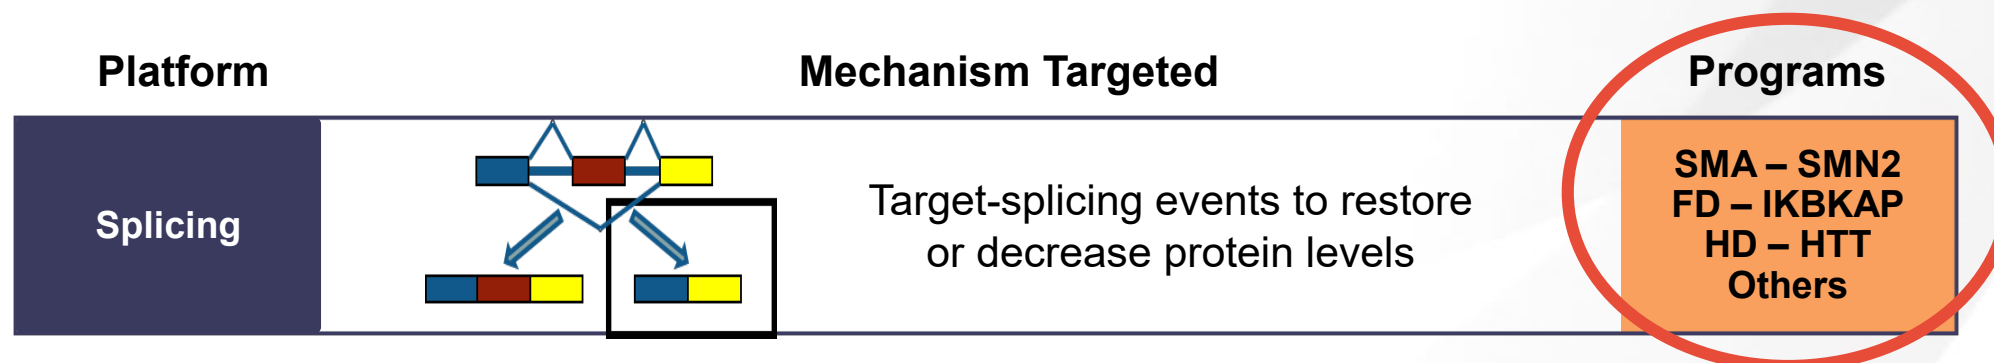 Platform
Mechanism Targeted
Programs
Splicing
Target-splicing events to restore
or decrease protein levels
SMA – SMN2
FD – IKBKAP
HD – HTT
Others